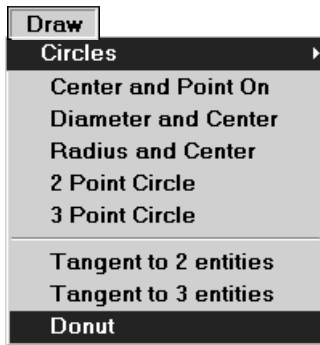 Draw
Circles
Center and Point On
Diameter and Center
Radius and Center
2 Point Circle
3 Point Circle
Tangent to 2 entities
Tangent to 3 entities
Donut